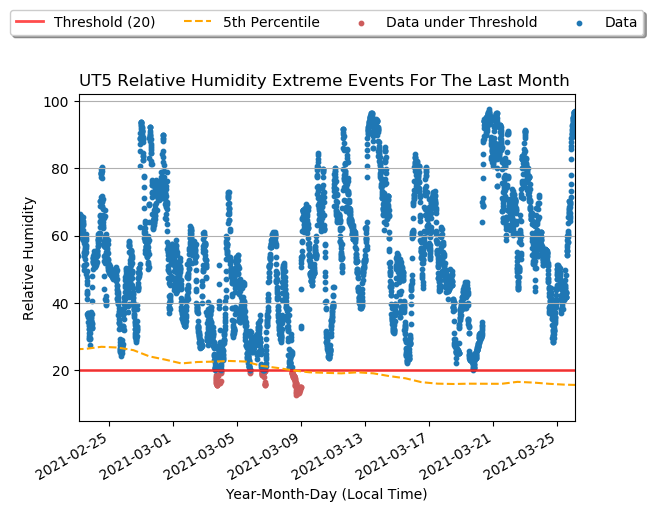 Threshold (20) 5th Percentile Data under Threshold Data
UT5 Relative Humidity Extreme Events For The Last Month
100
80
60
40
20
Relative Humidity
2021-02-25 2021-03-01 2021-03-05 2021-03-09 2021-03-13 2021-03-17 2021-03-21 2021-03-25
Year-Month-Day (Local Time)